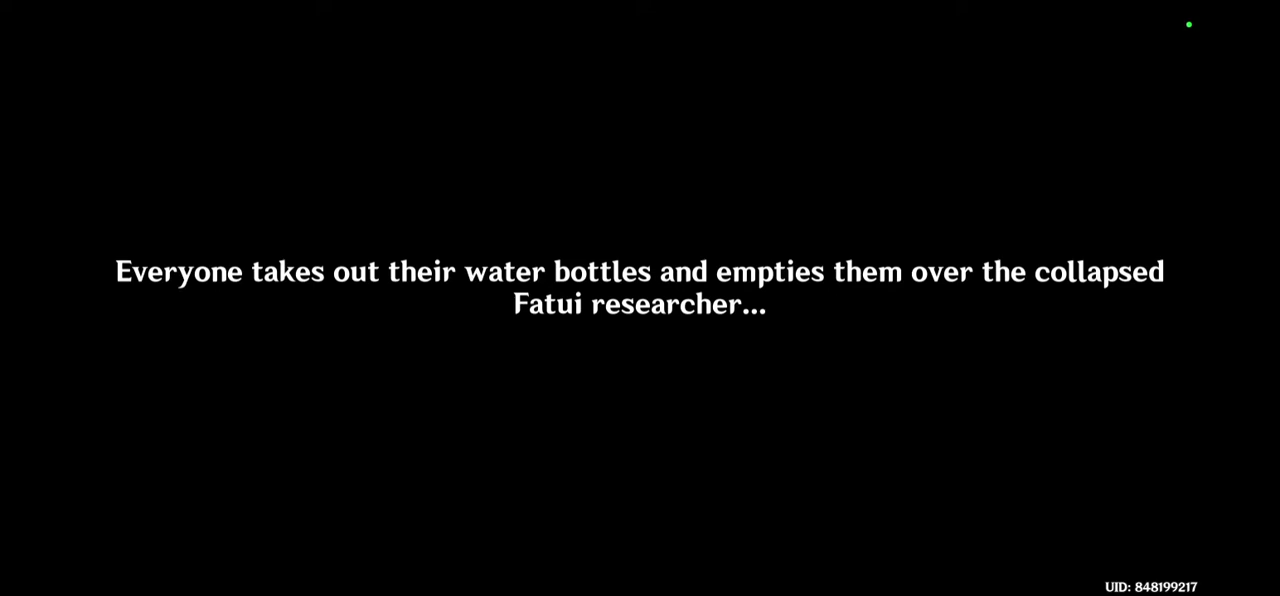 Everyone takes out their water bottles and empties them over the collapsed
Fatui researcher...
UID: 848199217